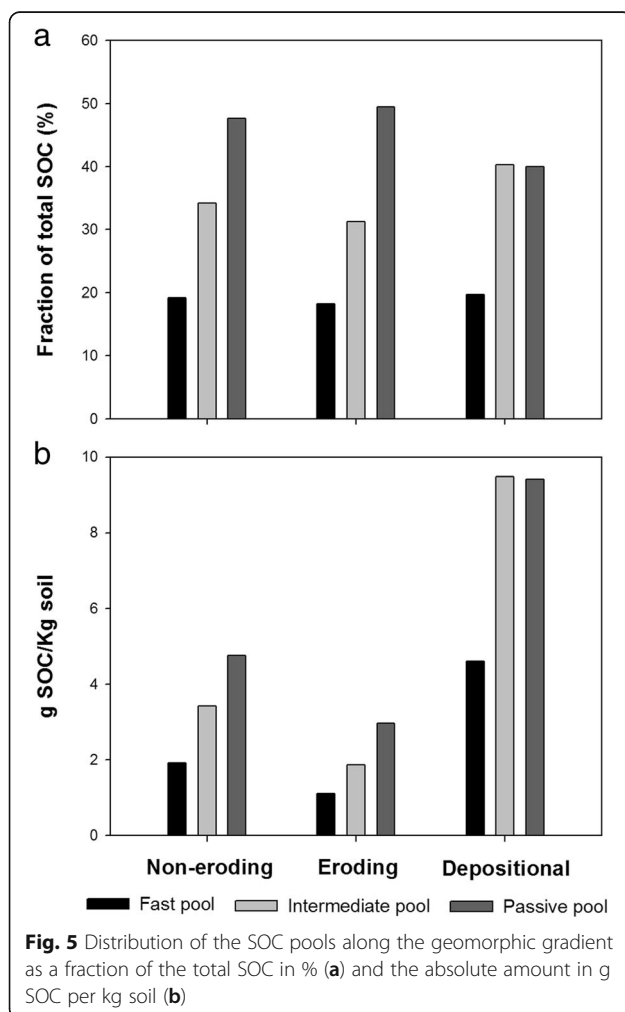 a
60
50
40
30
20
10
0
Fraction of total SOC (%)
b
10
8
6
4
2
0
g SOC/Kg soil
Non-eroding Eroding Depositional
Fast pool Intermediate pool Passive pool
Fig. 5 Distribution of the SOC pools along the geomorphic gradient
as a fraction of the total SOC in % (a) and the absolute amount in g
SOC per kg soil (b)